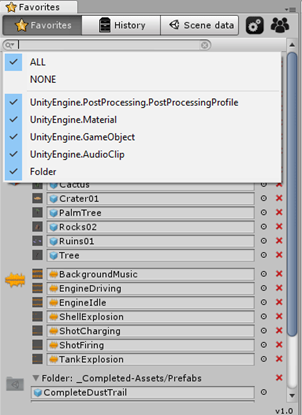 Favorites
Favorites
History
Scene data
ALL
NONE
UnityEngine.PostProcessing.PostProcessingProfile
UnityEngine.Material
UnityEngine.GameObject
UnityEngine.AudioClip
Folder
Cactus
Crater01
PalmTree
Rocks02
Ruins01
Tree
BackgroundMusic
EngineDriving
EngineIdle
ShellExplosion
ShotCharging
ShotFiring
TankExplosion
Folder: _Completed-Assets/Prefabs
CompleteDustTrail
v1.0